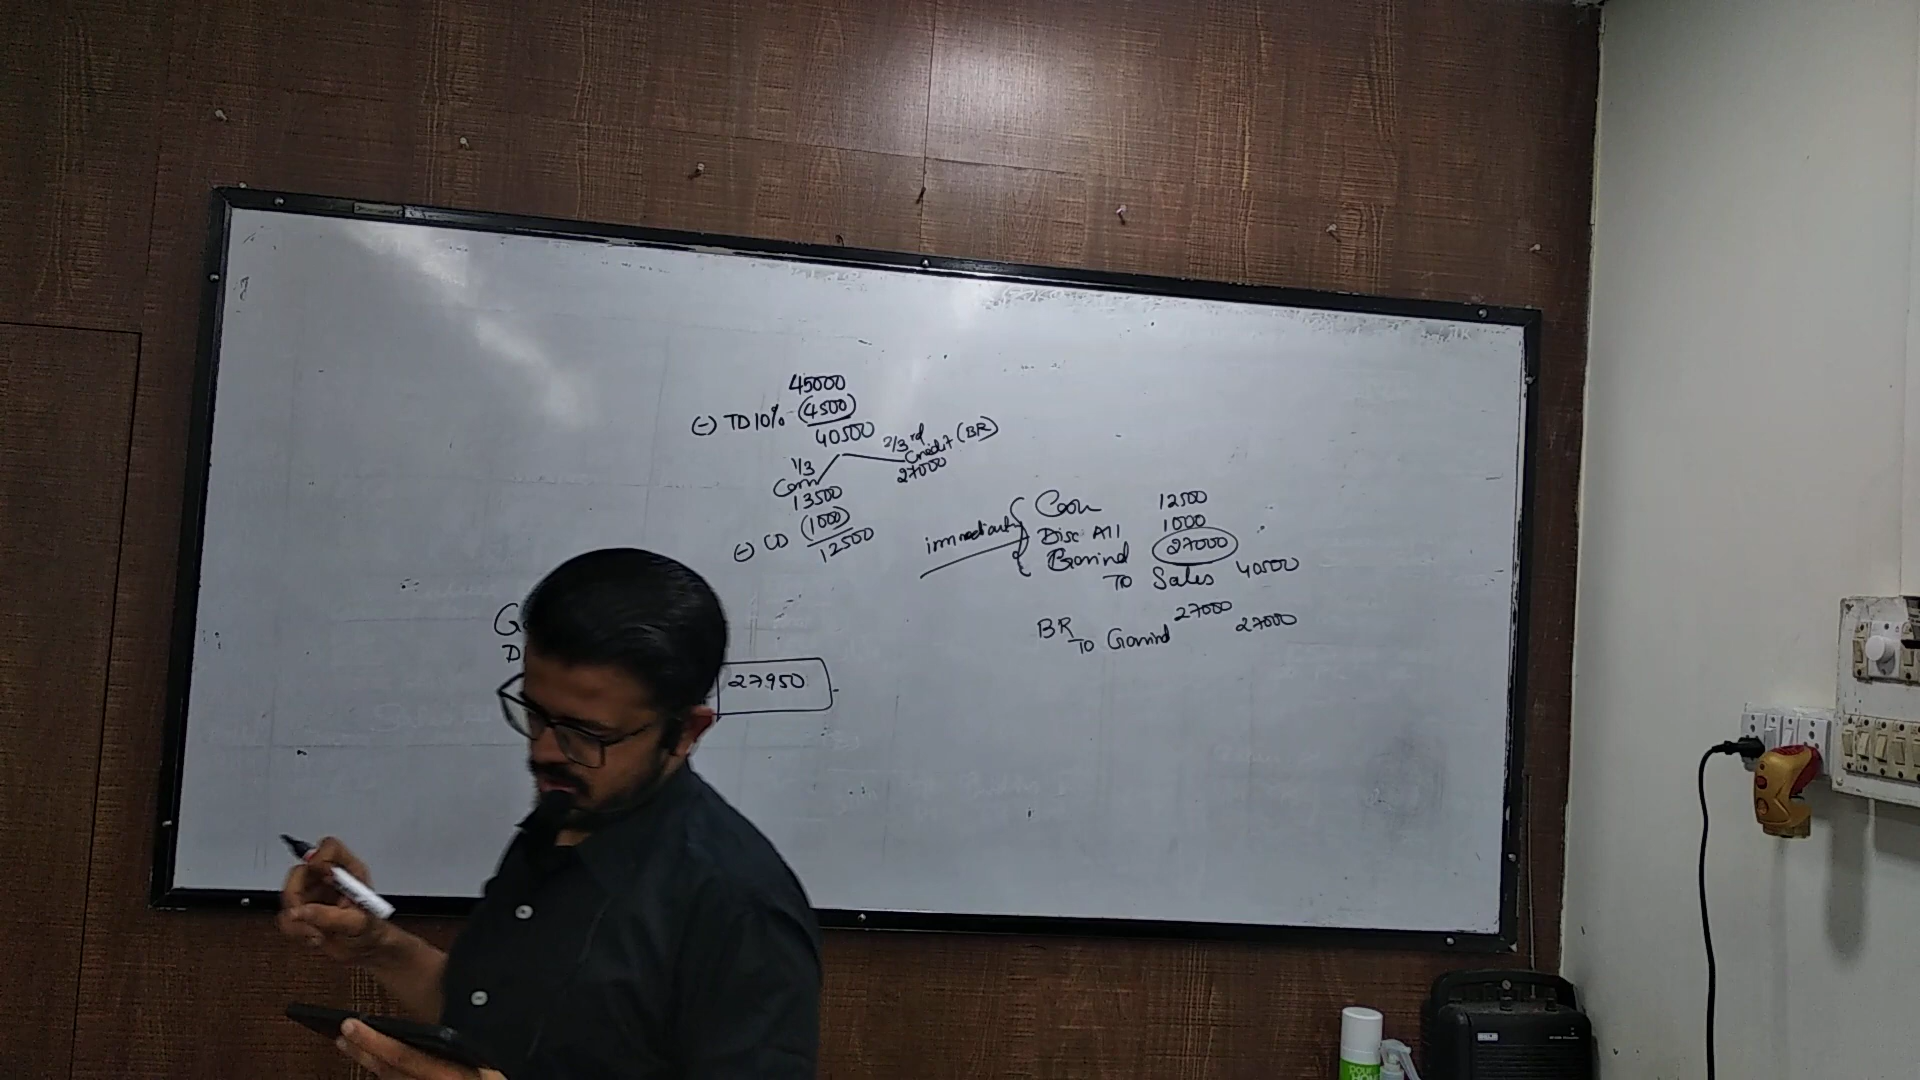 45000
(-) TD 10% (4500)
40500
1/3
Cash
13500
2/3rd
Credit (BR)
27000
(-) CD (1000)
12500
immediately
Cash 12500
Disc All 1000
Govind 27000
To Sales 40500
BR 27000
To Govind 27000
27950